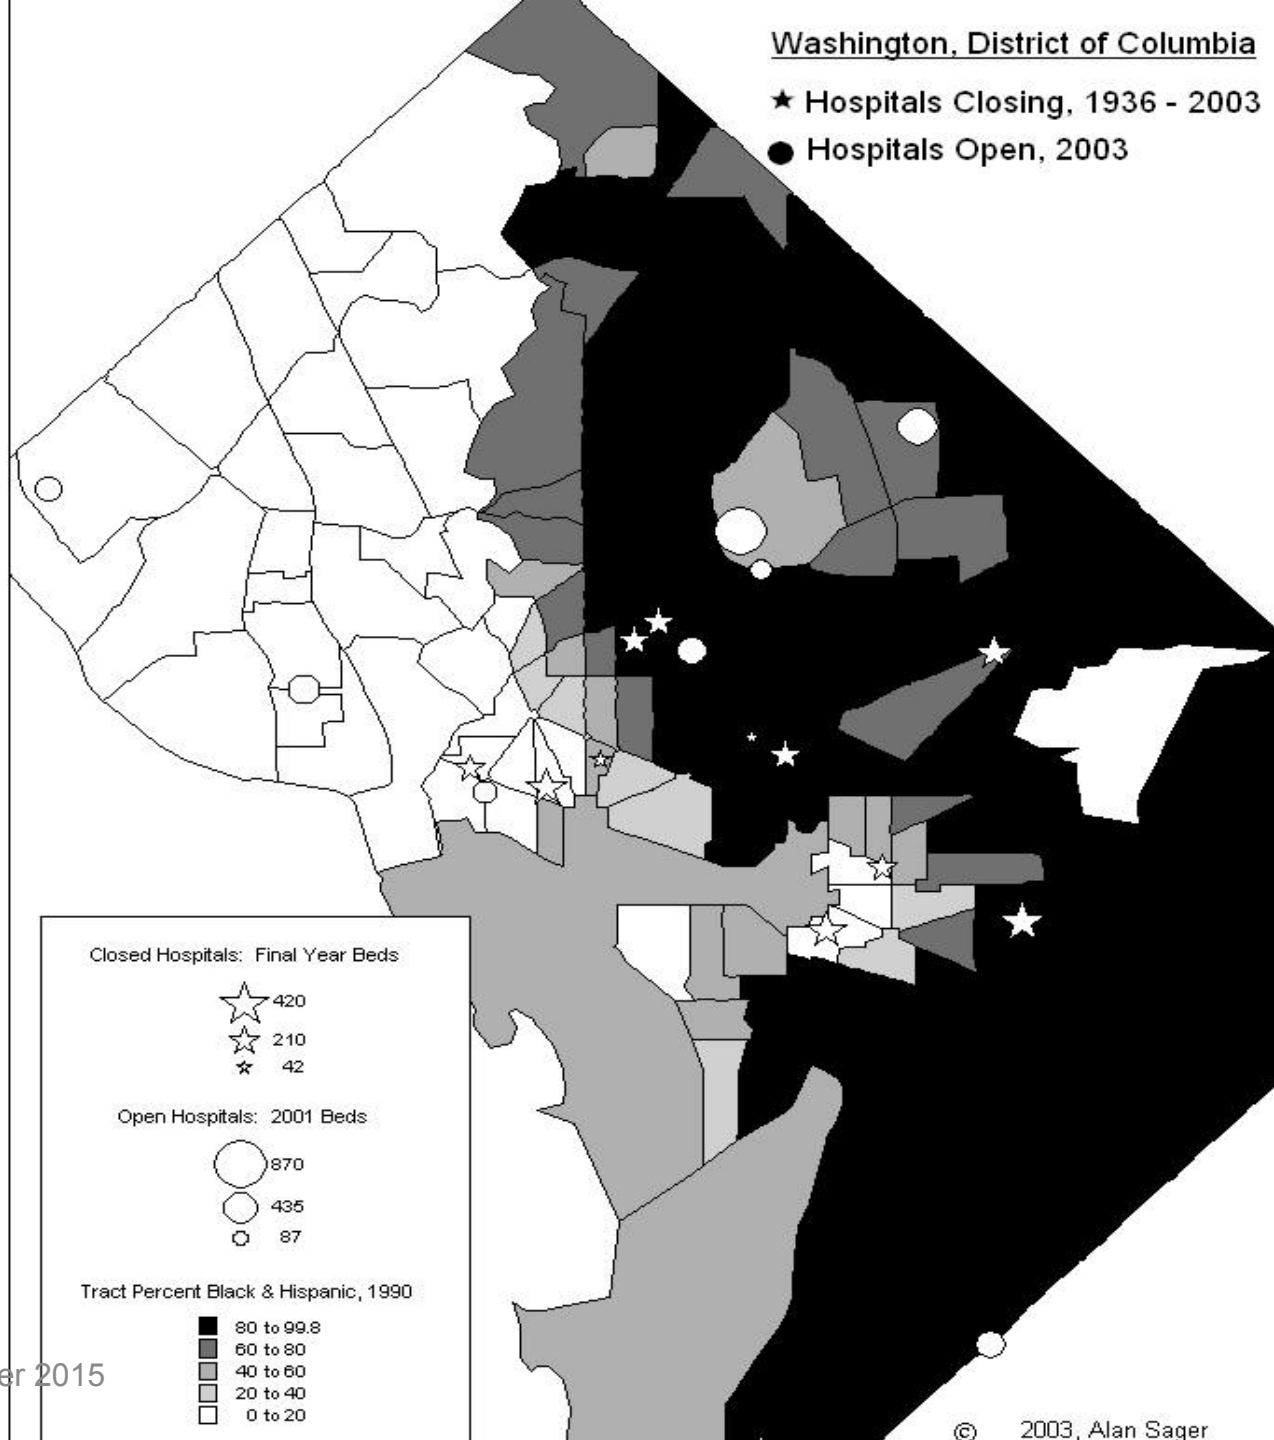 Washington, District of Columbia
Hospitals Closing, 1936 - 2003
Hospitals Open, 2003
Closed Hospitals: Final Year Beds
420
210
42
Open Hospitals: 2001 Beds
870
435
87
Tract Percent Black & Hispanic, 1990
80 to 99.8
60 to 80
40 to 60
20 to 40
0 to 20
er 2015
© 2003, Alan Sager